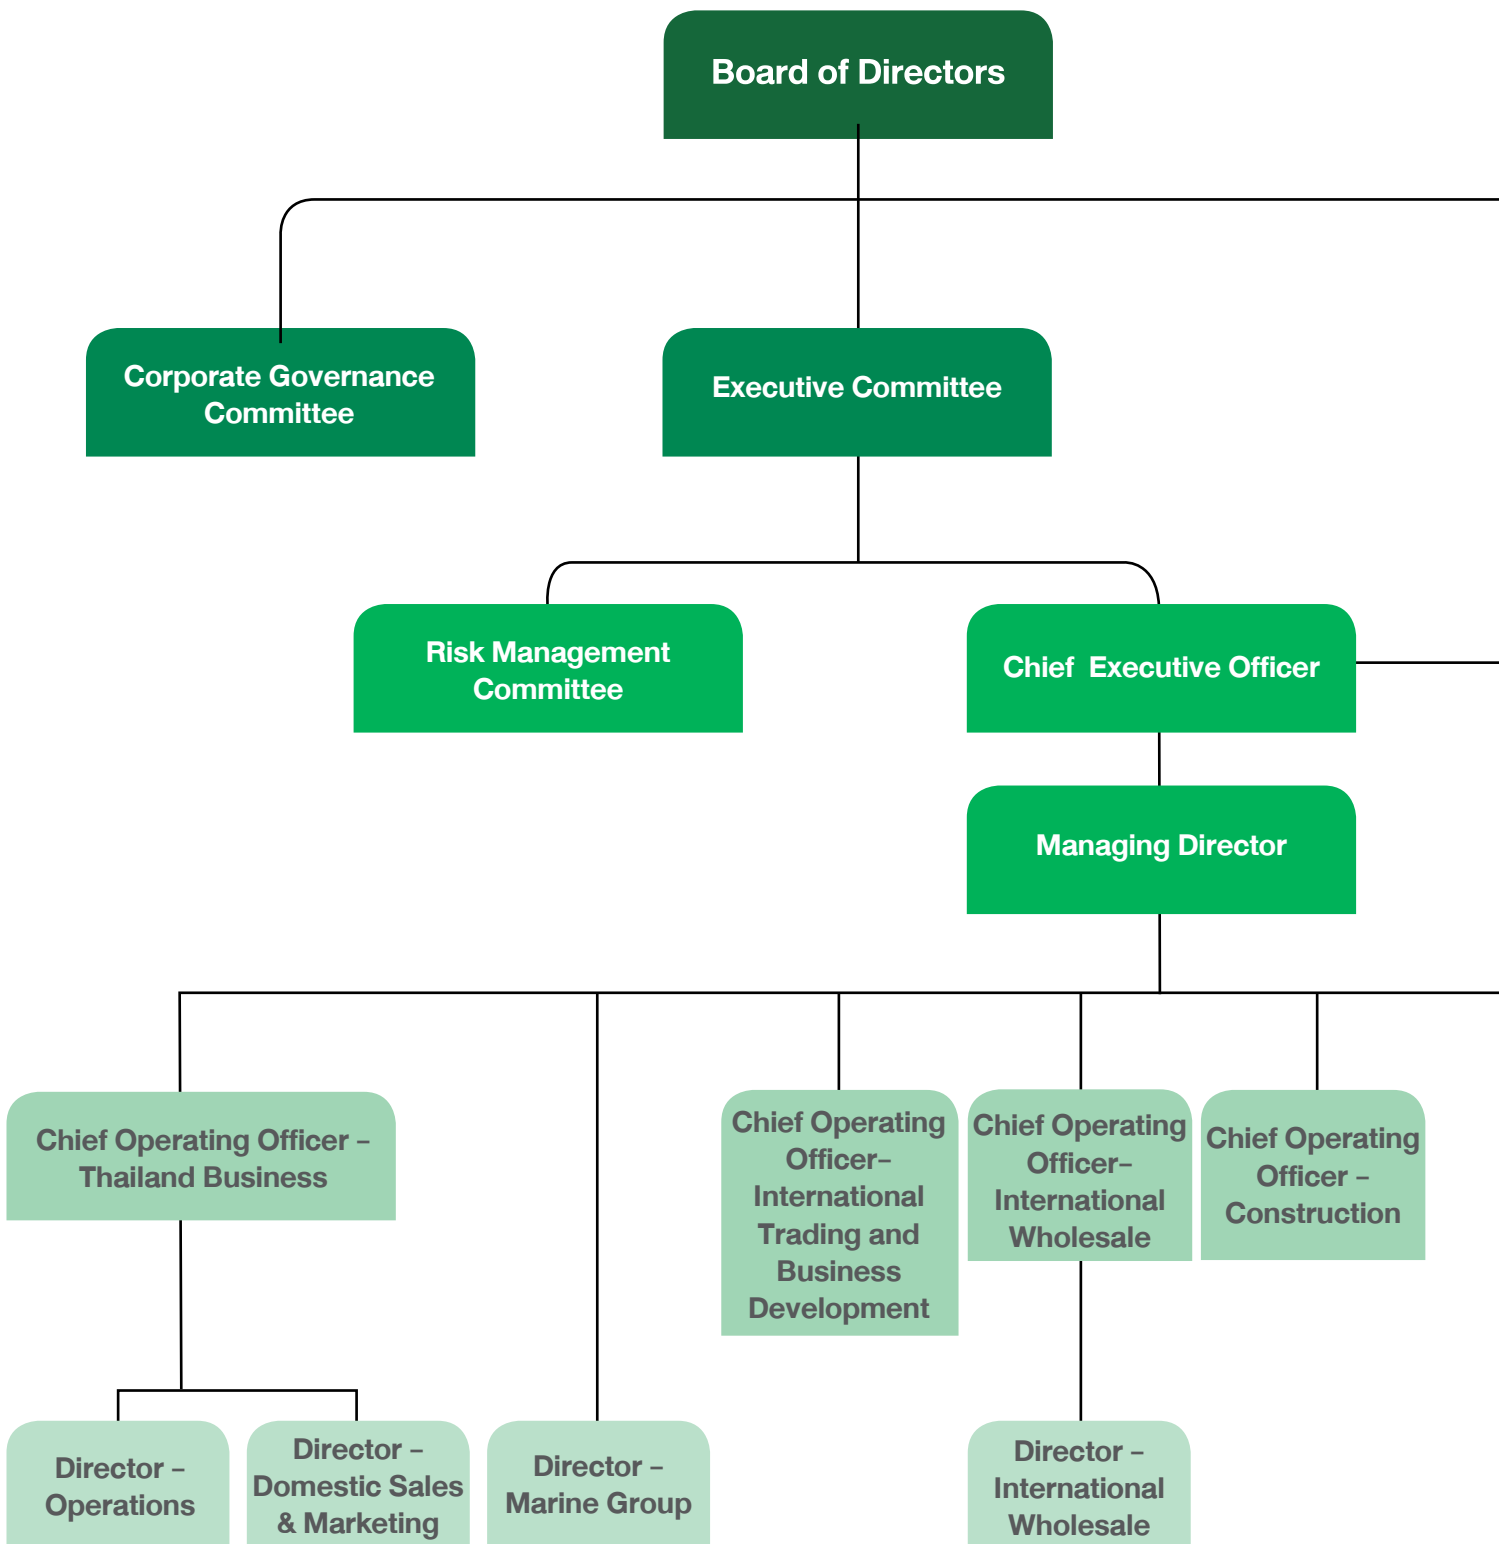 Board of Directors
Corporate Governance
Committee
Executive Committee
Risk Management
Committee
Chief  Executive Officer
Managing Director
Chief Operating Officer –
Thailand Business
Chief Operating
Officer–
International
Trading and
Business
Development
Chief Operating
Officer–
International
Wholesale
Chief Operating
Officer –
Construction
Director –
Operations
Director –
Domestic Sales
& Marketing
Director –
Marine Group
Director –
International
Wholesale